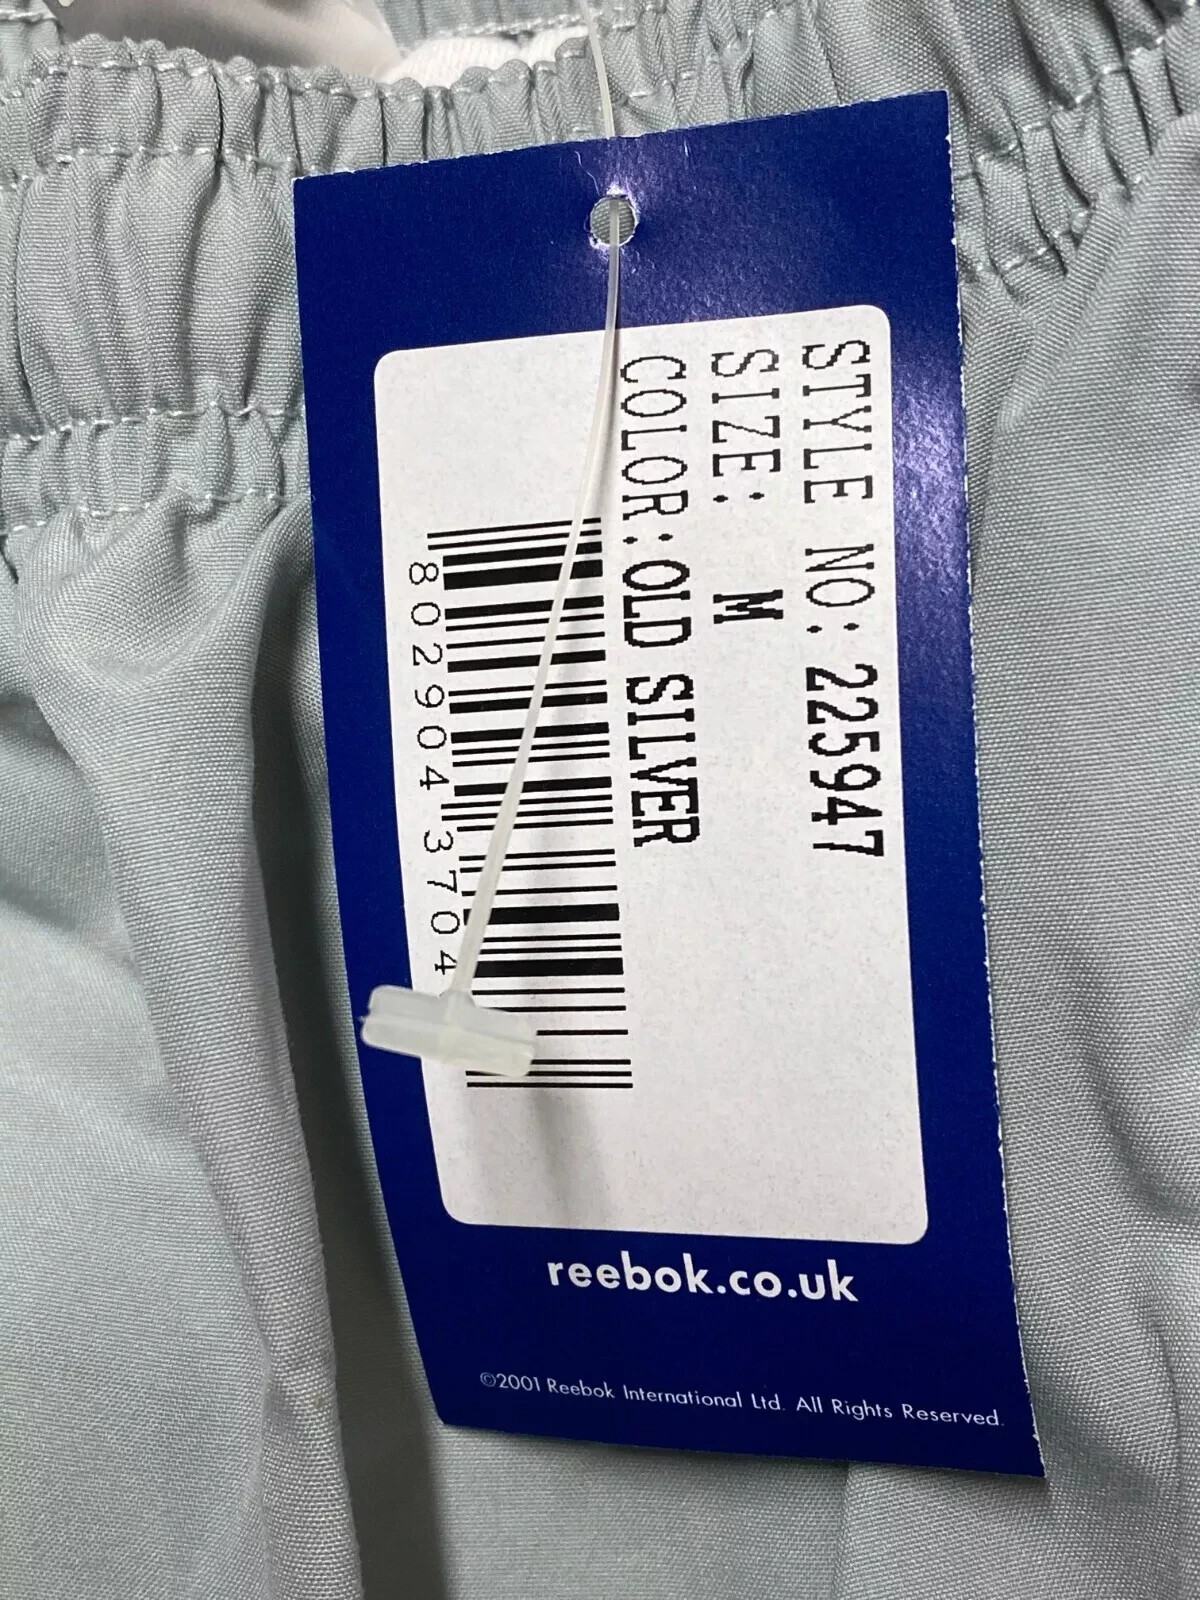 STYLE NO: 225947
SIZE: M
COLOR: OLD SILVER
802904 3704
reebok.co.uk
©2001 Reebok International Ltd. All Rights Reserved.